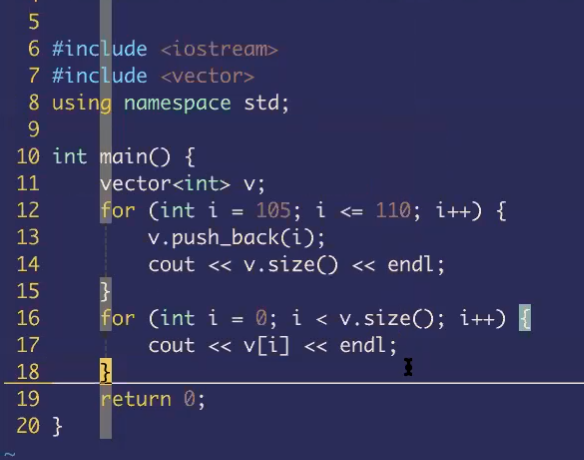 5
6 #include <iostream>
7 #include <vector>
8 using namespace std;
9
10 int main() {
11     vector<int> v;
12     for (int i = 105; i <= 110; i++) {
13         v.push_back(i);
14         cout << v.size() << endl;
15     }
16     for (int i = 0; i < v.size(); i++) {
17         cout << v[i] << endl;
18     }
19     return 0;
20 }
~